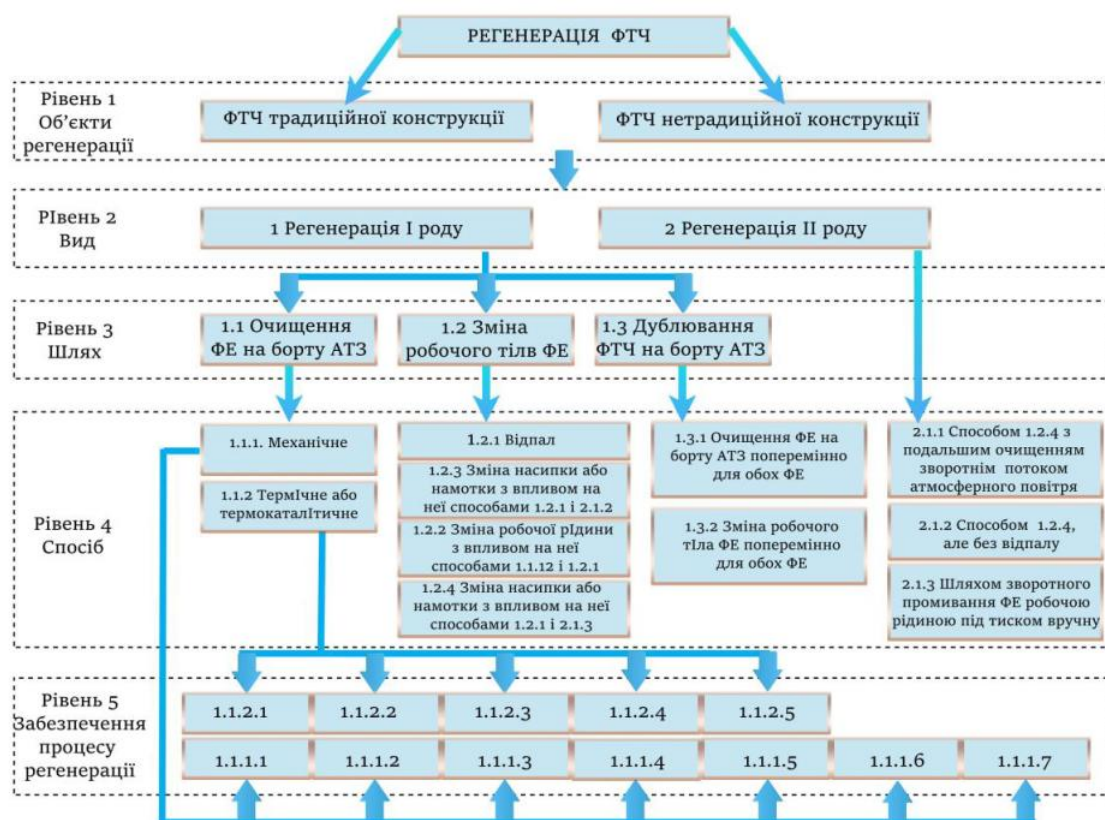 РЕГЕНЕРАЦІЯ ФТЧ
Рівень 1
Об’єкти
регенерації
ФТЧ традиційної конструкції
ФТЧ нетрадиційної конструкції
РІвень 2
Вид
1 Регенерація І роду
2 Регенерація ІІ роду
Рівень 3
Шлях
1.1 Очищення
ФЕ на борту АТЗ
1.2 Зміна
робочого тілв ФЕ
1.3 Дублювання
ФТЧ на борту АТЗ
Рівень 4
Спосіб
1.1.1. Механічне
1.1.2 ТермІчне або
термокаталІтичне
1.2.1 Відпал
1.2.3 Зміна насипки або
намотки з впливом на
неї способами 1.2.1 і 2.1.2
1.2.2 Зміна робочої рІдини
з впливом на неї
способами 1.1.12 і 1.2.1
1.2.4 Зміна насипки або
намотки з впливом на неї
способами 1.2.1 і 2.1.3
1.3.1 Очищення ФЕ на
борту АТЗ поперемінно
для обох ФЕ
1.3.2 Зміна робочого
тІла ФЕ поперемінно
для обох ФЕ
2.1.1 Способом 1.2.4 з
подальшим очищенням
зворотнім потоком
атмосферного повітря
2.1.2 Способом 1.2.4,
але без відпалу
2.1.3 Шляхом зворотного
промивання ФЕ робочою
рідиною під тиском вручну
Рівень 5
Забезпечення
процесу
регенерації
1.1.2.1
1.1.2.2
1.1.2.3
1.1.2.4
1.1.2.5
1.1.1.1
1.1.1.2
1.1.1.3
1.1.1.4
1.1.1.5
1.1.1.6
1.1.1.7